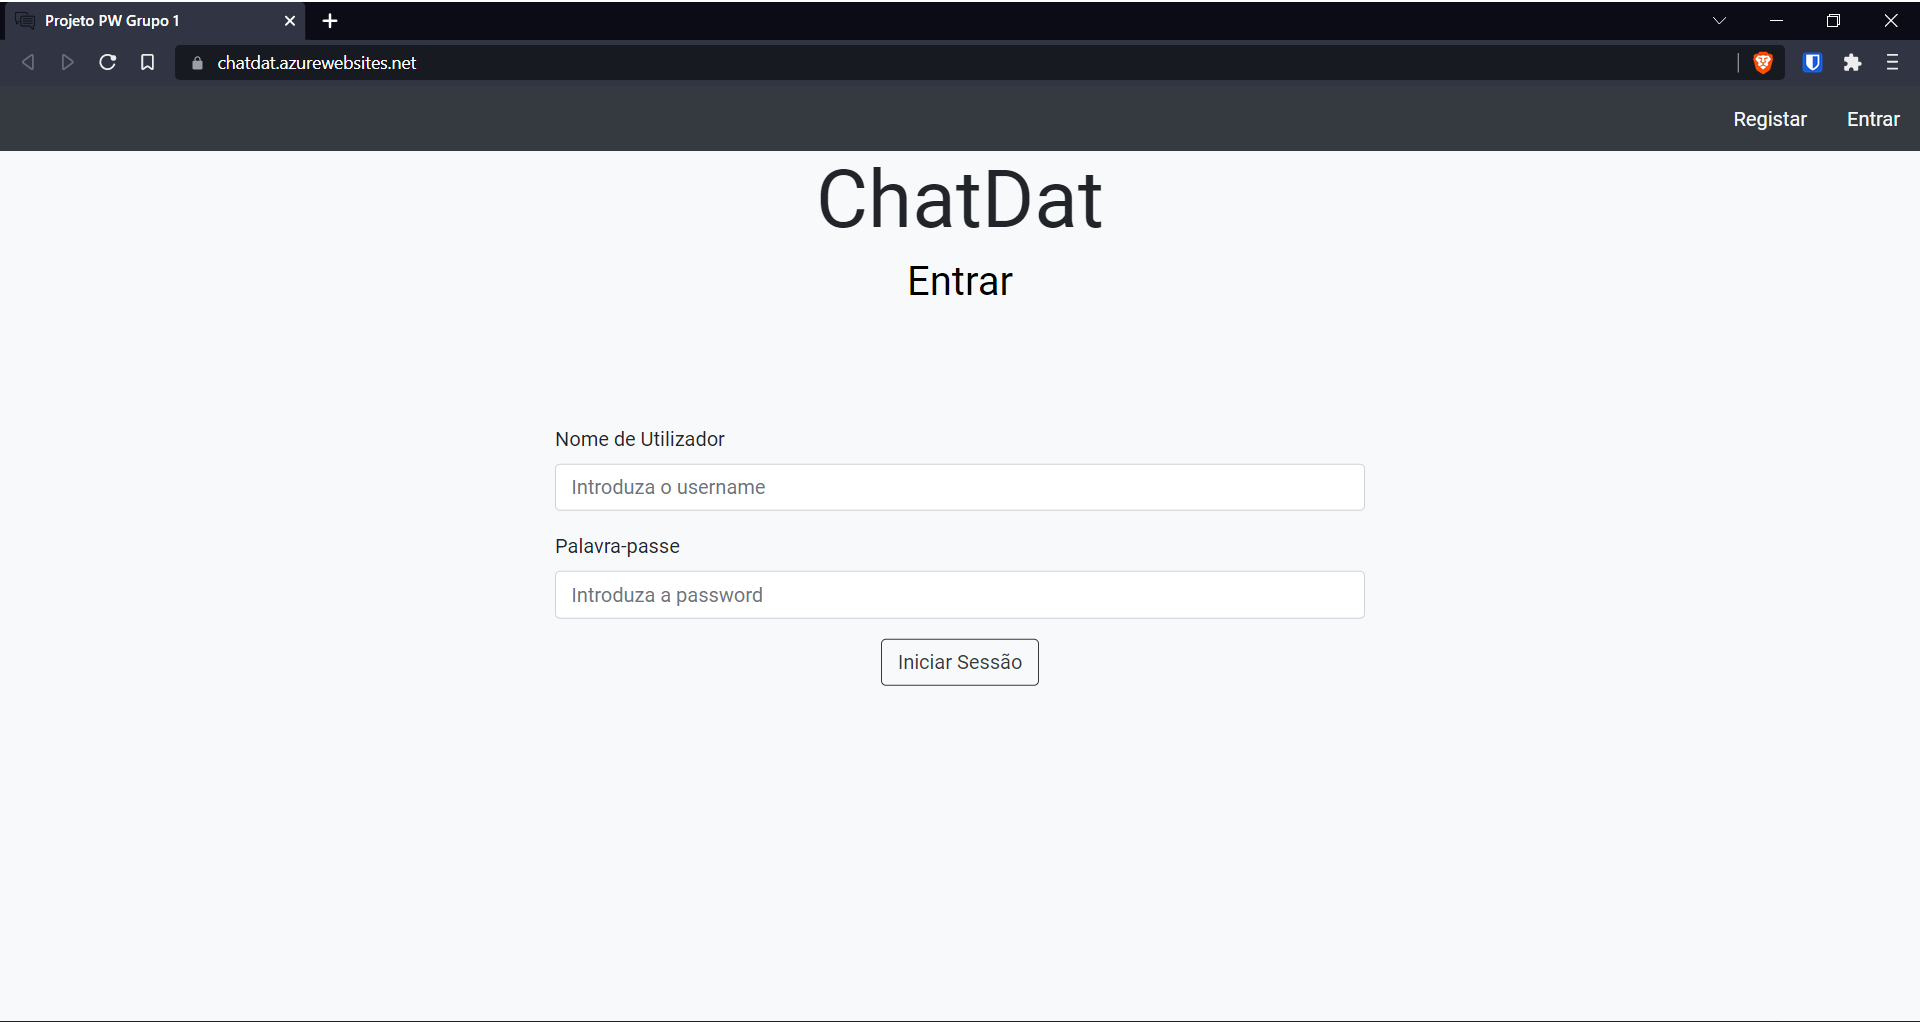 Projeto PW Grupo 1
chatdat.azurewebsites.net
Registar Entrar
ChatDat
Entrar
Nome de Utilizador
Introduza o username
Palavra-passe
Introduza a password
Iniciar Sessão